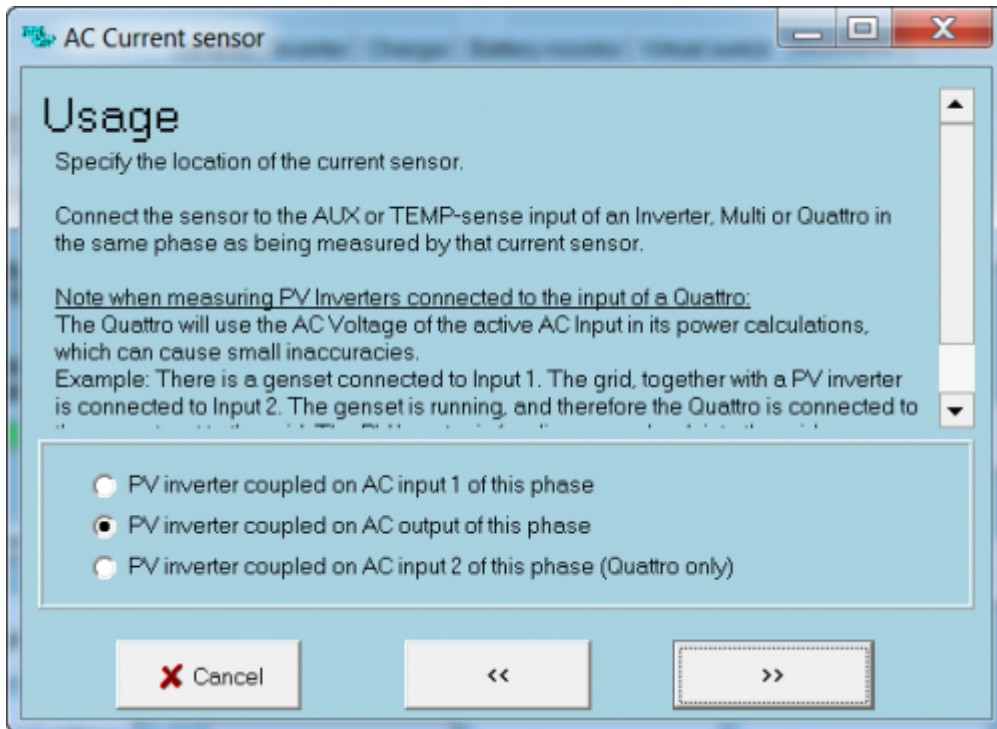 AC Current sensor
Inverter Charger Battery monitor Virtual switch
X
Usage
Specify the location of the current sensor.
Connect the sensor to the AUX or TEMP-sense input of an Inverter, Multi or Quattro in
the same phase as being measured by that current sensor.
Note when measuring PV Inverters connected to the input of a Quattro:
The Quattro will use the AC Voltage of the active AC Input in its power calculations,
which can cause small inaccuracies.
Example: There is a genset connected to Input 1. The grid, together with a PV inverter
is connected to Input 2. The genset is running, and therefore the Quattro is connected to
PV inverter coupled on AC input 1 of this phase
PV inverter coupled on AC output of this phase
PV inverter coupled on AC input 2 of this phase (Quattro only)
Cancel
<<
>>